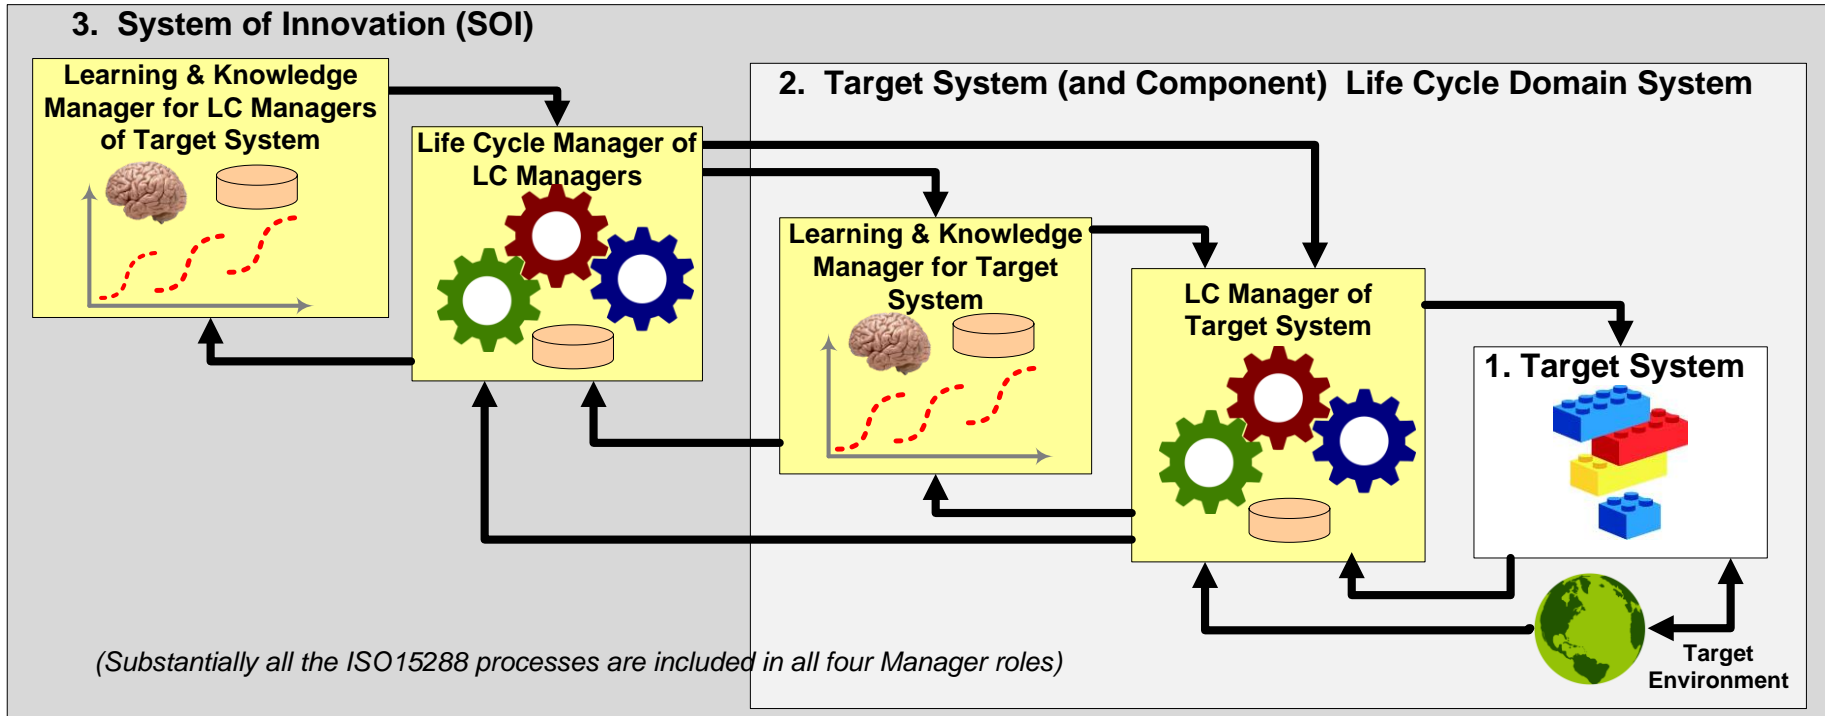 3. System of Innovation (SOI)
Learning & Knowledge
Manager for LC Managers
of Target System
2. Target System (and Component) Life Cycle Domain System
Life Cycle Manager of
LC Managers
Learning & Knowledge
Manager for Target
System
LC Manager of
Target System
1. Target System
(Substantially all the ISO15288 processes are included in all four Manager roles)
Target
Environment